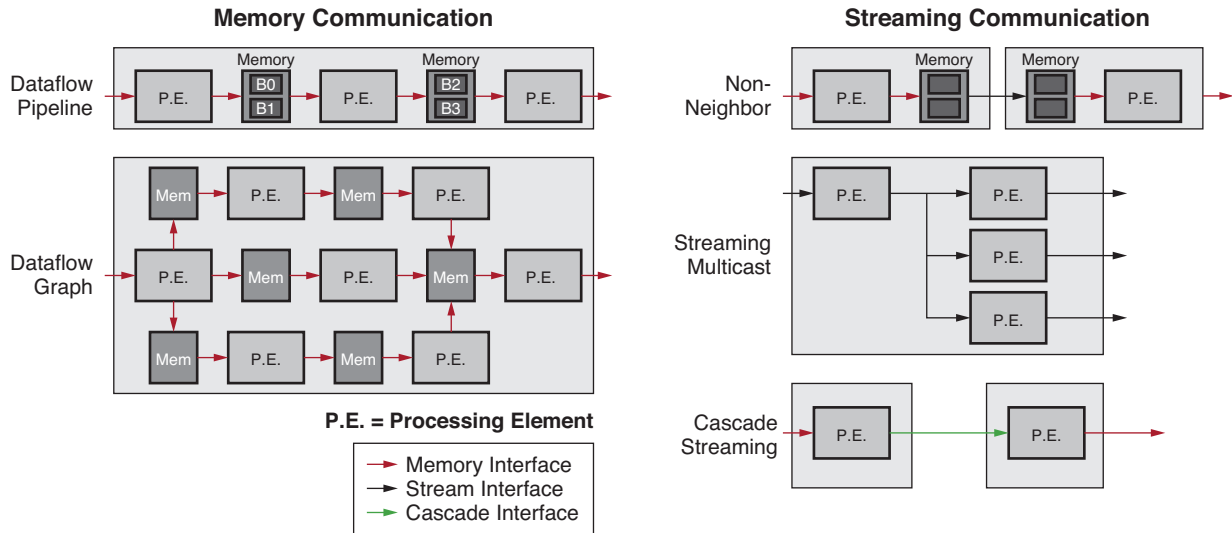 Memory Communication
Dataflow
Pipeline
P.E.
Memory
B0
B1
P.E.
Memory
B2
B3
P.E.
Dataflow
Graph
Mem
P.E.
Mem
P.E.
P.E.
Mem
P.E.
Mem
P.E.
Mem
P.E.
Mem
P.E.
P.E. = Processing Element
Memory Interface
Stream Interface
Cascade Interface
Streaming Communication
Non-
Neighbor
P.E.
Memory
Memory
P.E.
Streaming
Multicast
P.E.
P.E.
P.E.
P.E.
Cascade
Streaming
P.E.
P.E.